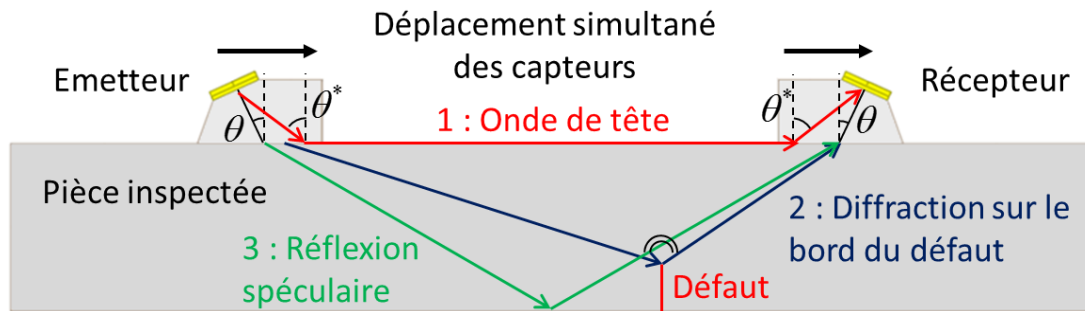 Déplacement simultané
des capteurs
Emetteur
Récepteur
θ
θ*
1 : Onde de tête
θ*
θ
Pièce inspectée
3 : Réflexion
spéculaire
2 : Diffraction sur le
bord du défaut
Défaut